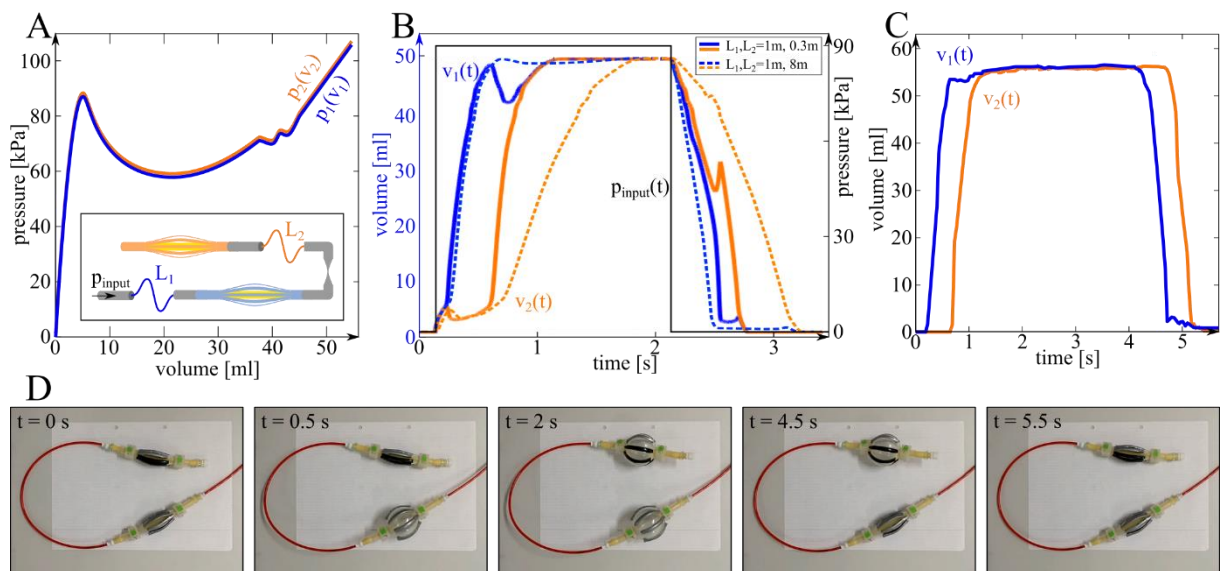 A
pressure [kPa]
100
80
60
40
20
0
0 10 20 30 40 50
volume [ml]
p₂(v₂)
p₁(v₁)
L₂
p_input
L₁
B
L₁,L₂=1m, 0.3m
L₁,L₂=1m, 8m
v₁(t)
v₂(t)
p_input(t)
volume [ml]
50
40
30
20
10
0
pressure [kPa]
90
30
0
0 1 2 3
time [s]
C
v₁(t)
v₂(t)
volume [ml]
60
50
40
30
20
10
0
0 1 2 3 4 5
time [s]
D
t = 0 s
t = 0.5 s
t = 2 s
t = 4.5 s
t = 5.5 s